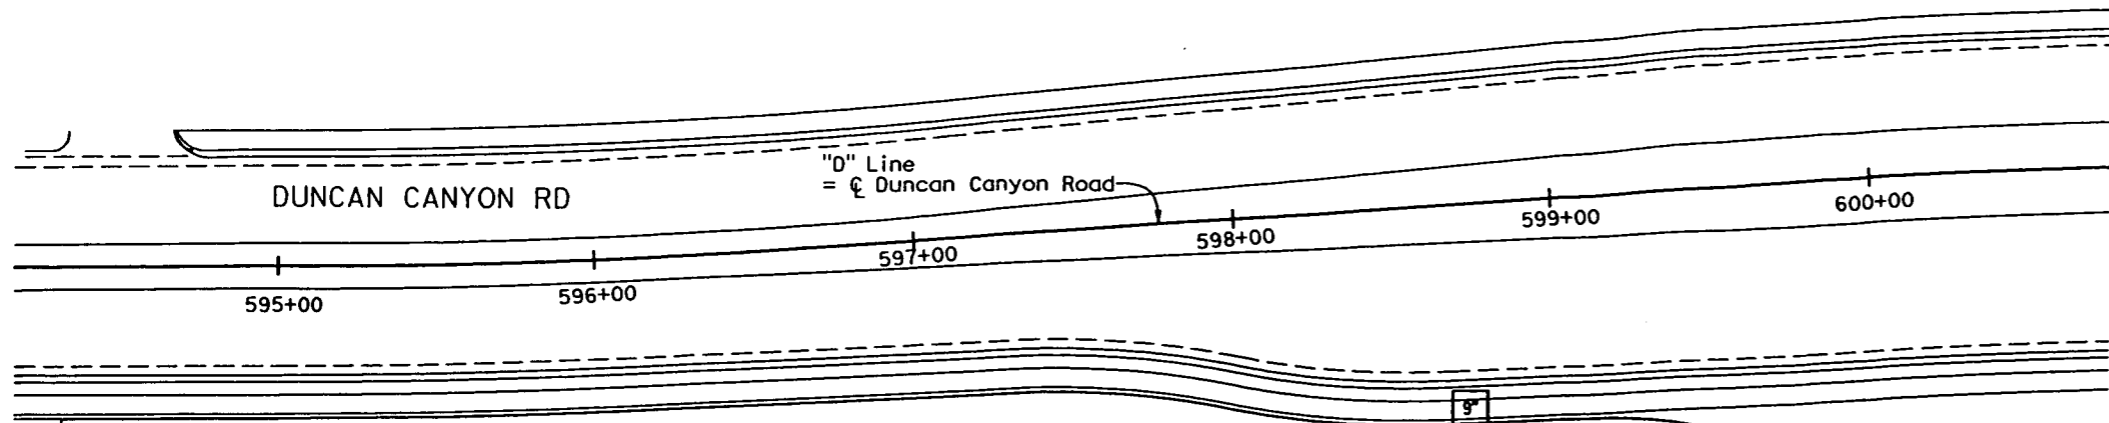 "D" Line
= ℄ Duncan Canyon Road
DUNCAN CANYON RD
595+00
596+00
597+00
598+00
599+00
600+00
9"